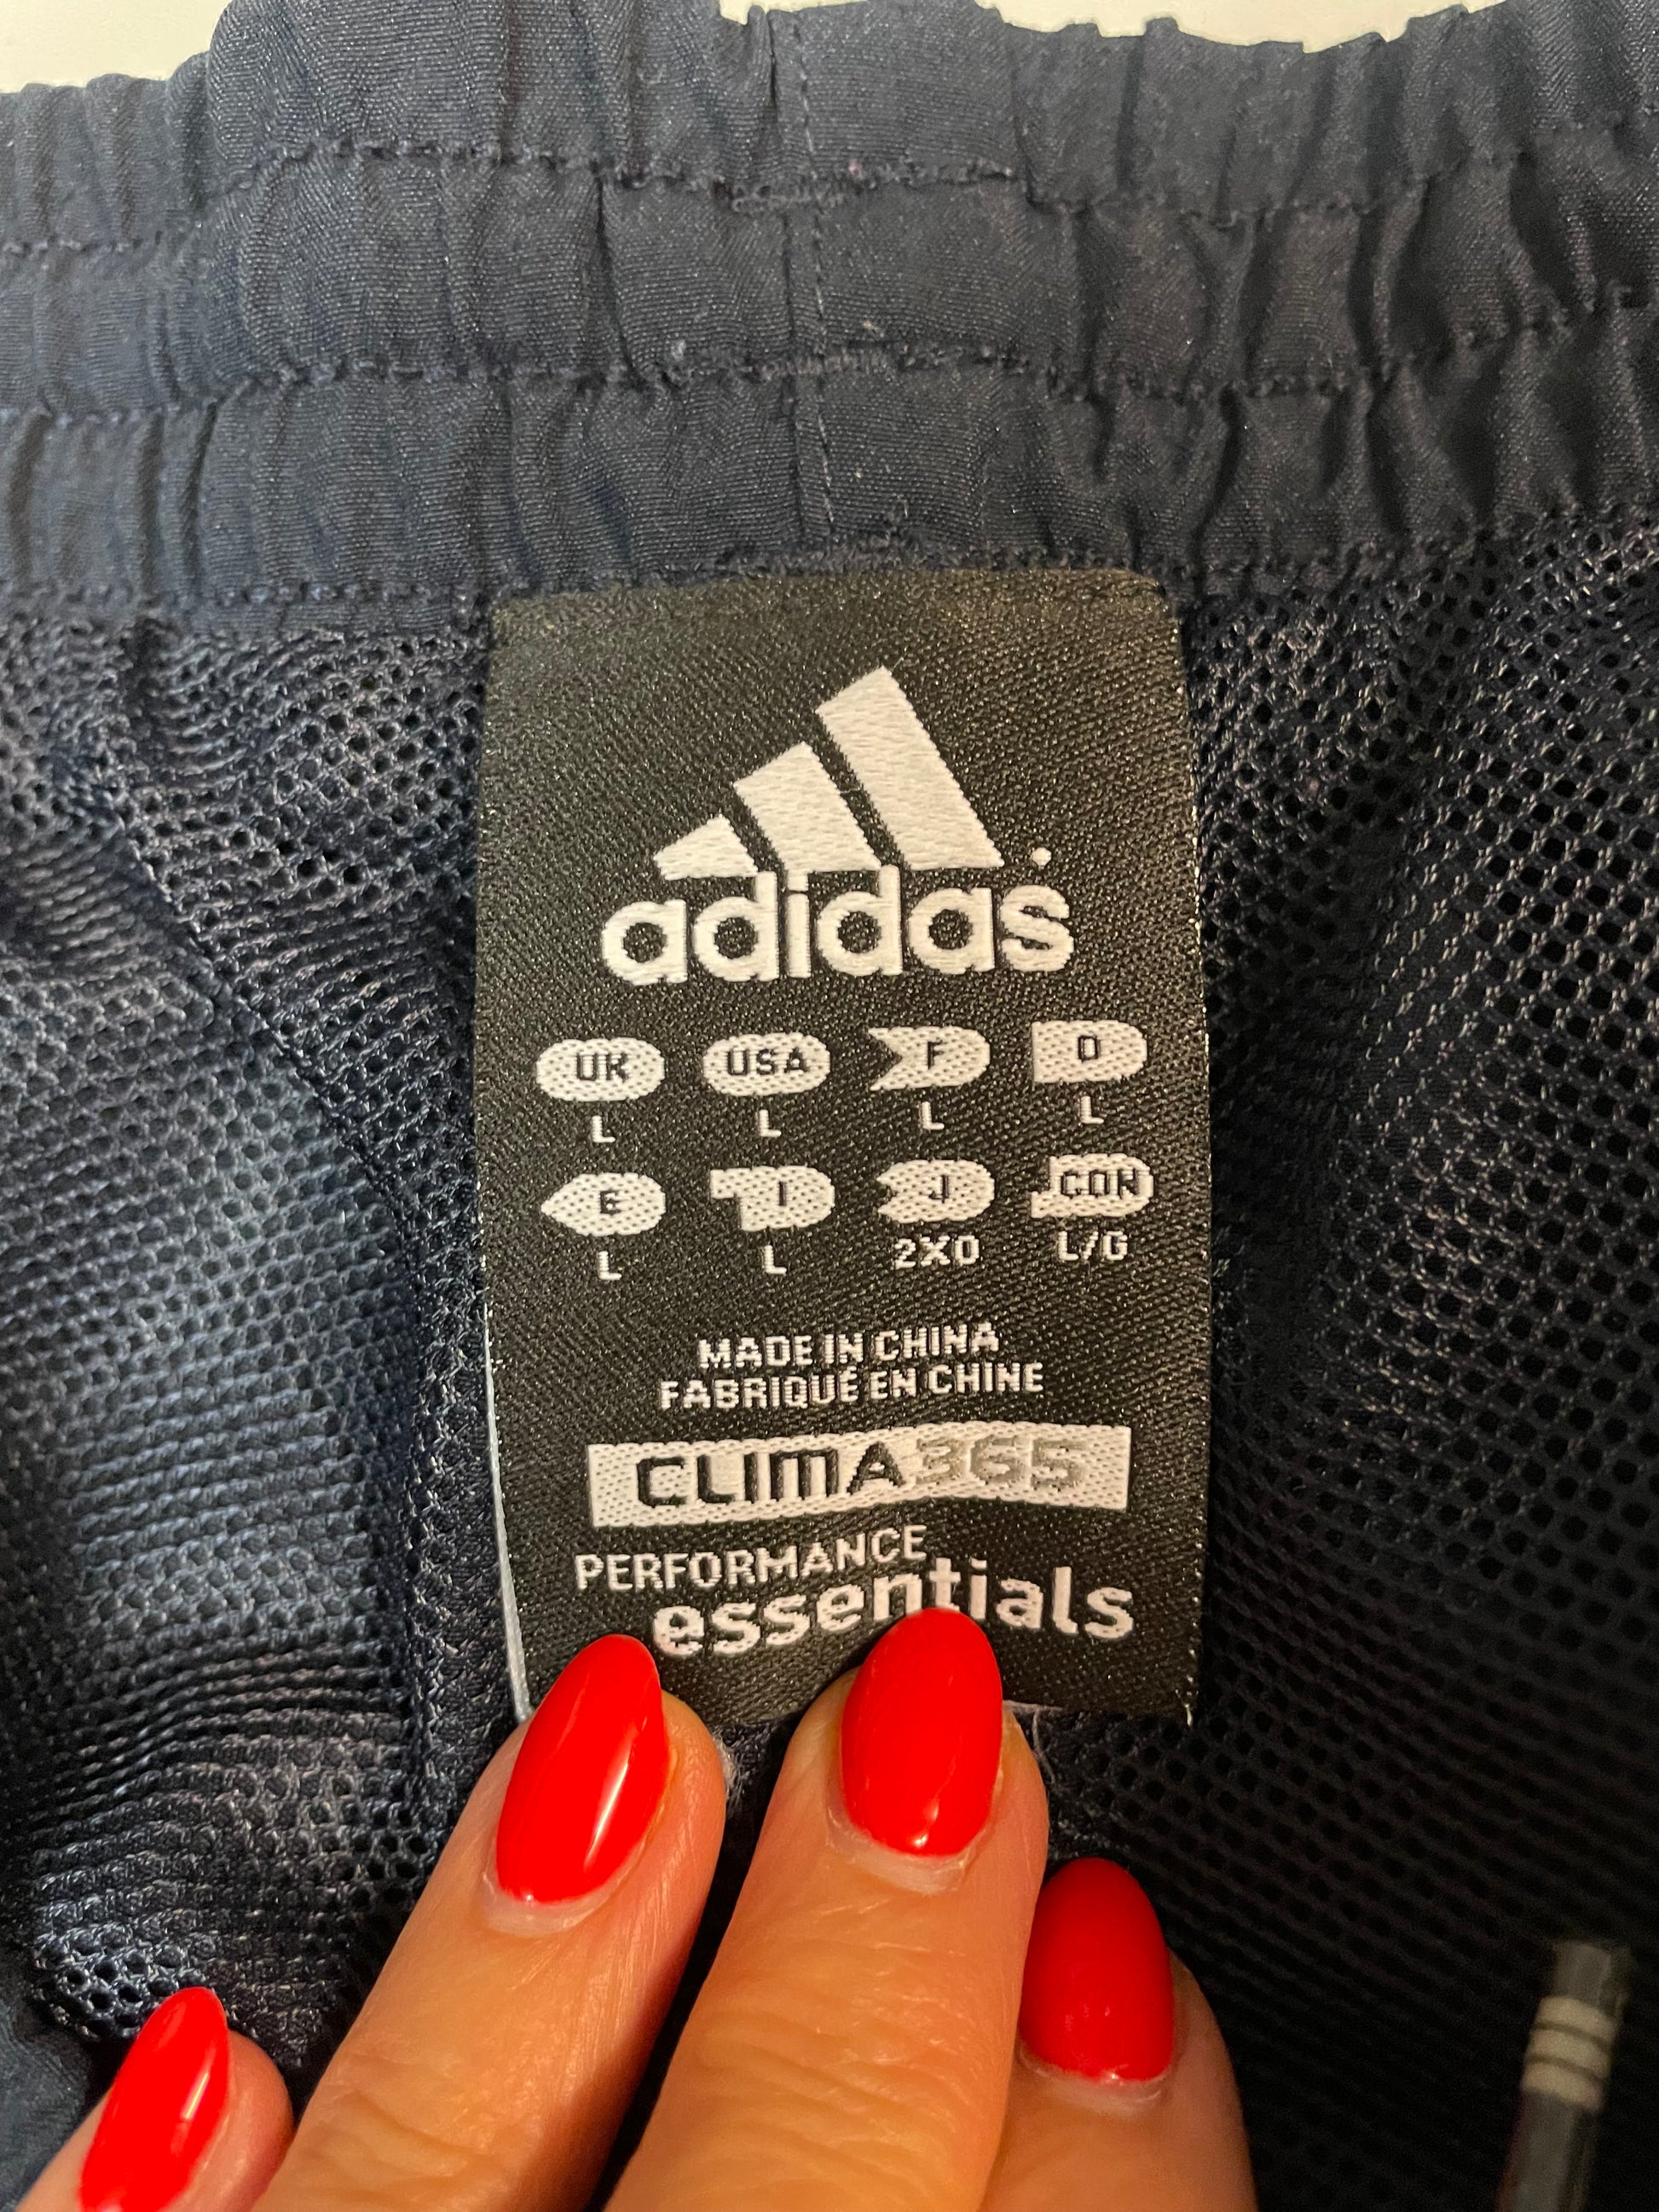 adidas
UK USA F D
L L L L
E I J CON
L L 2XO L/G
MADE IN CHINA
FABRIQUÉ EN CHINE
CLIMA365
PERFORMANCE
essentials